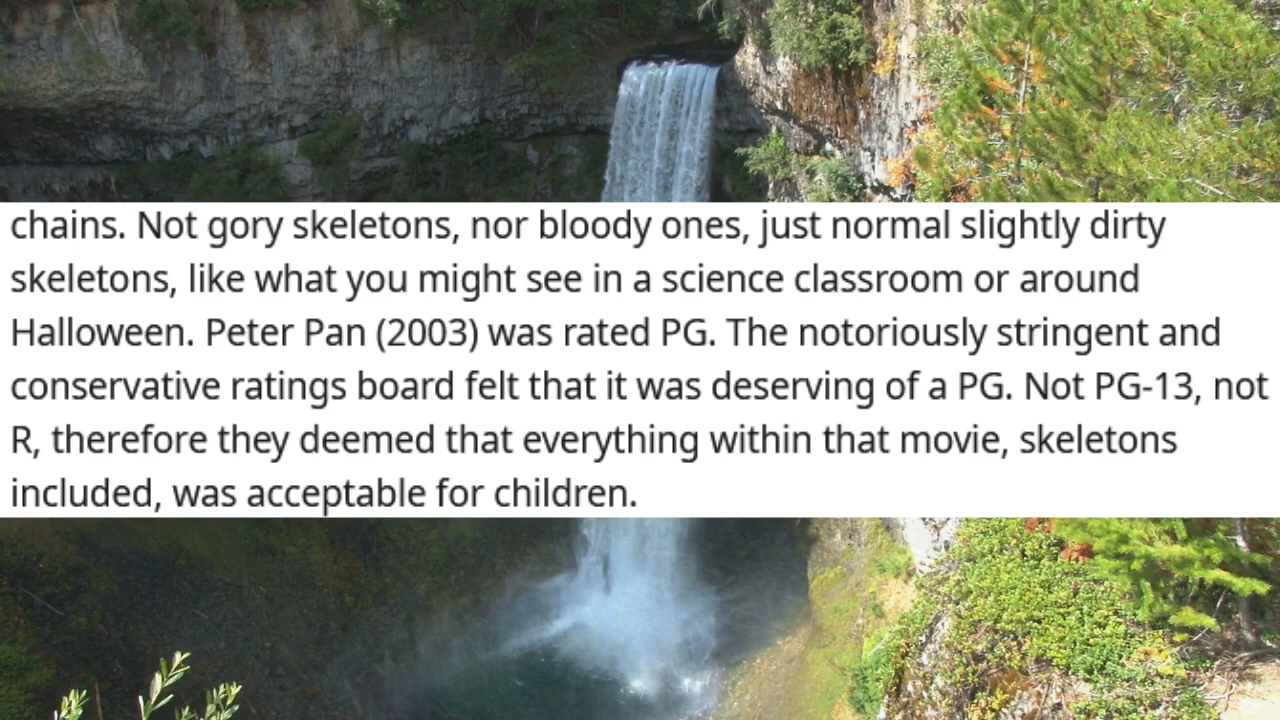 chains. Not gory skeletons, nor bloody ones, just normal slightly dirty
skeletons, like what you might see in a science classroom or around
Halloween. Peter Pan (2003) was rated PG. The notoriously stringent and
conservative ratings board felt that it was deserving of a PG. Not PG-13, not
R, therefore they deemed that everything within that movie, skeletons
included, was acceptable for children.